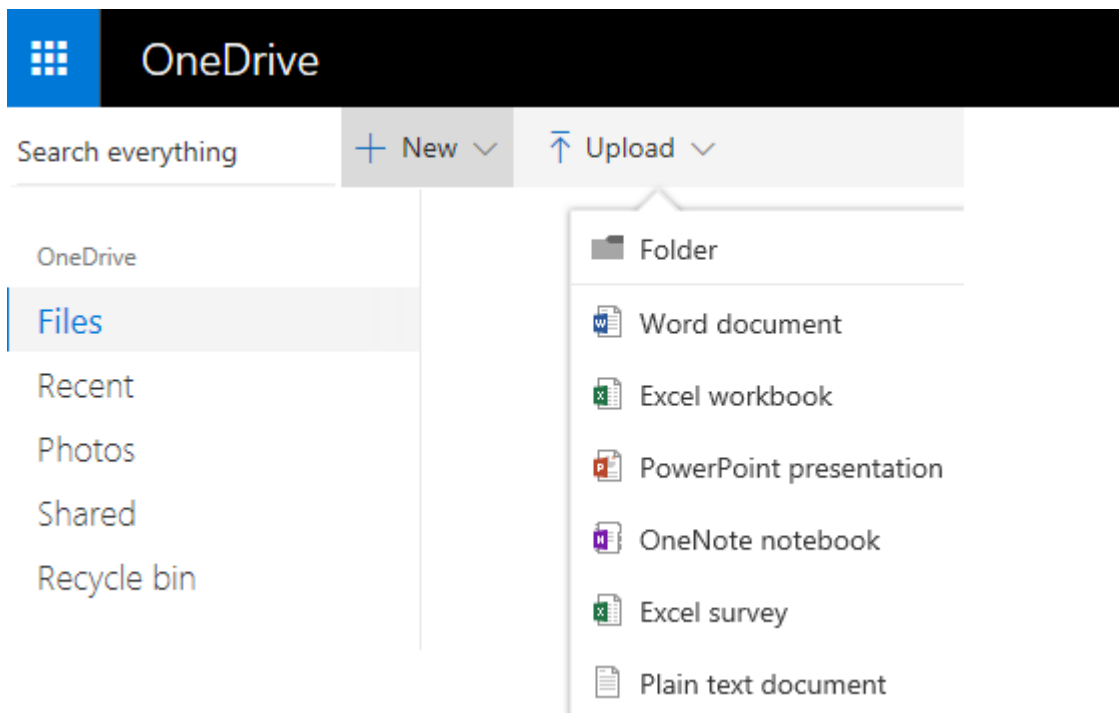 OneDrive
Search everything
New
Upload
OneDrive
Files
Recent
Photos
Shared
Recycle bin
Folder
Word document
Excel workbook
PowerPoint presentation
OneNote notebook
Excel survey
Plain text document